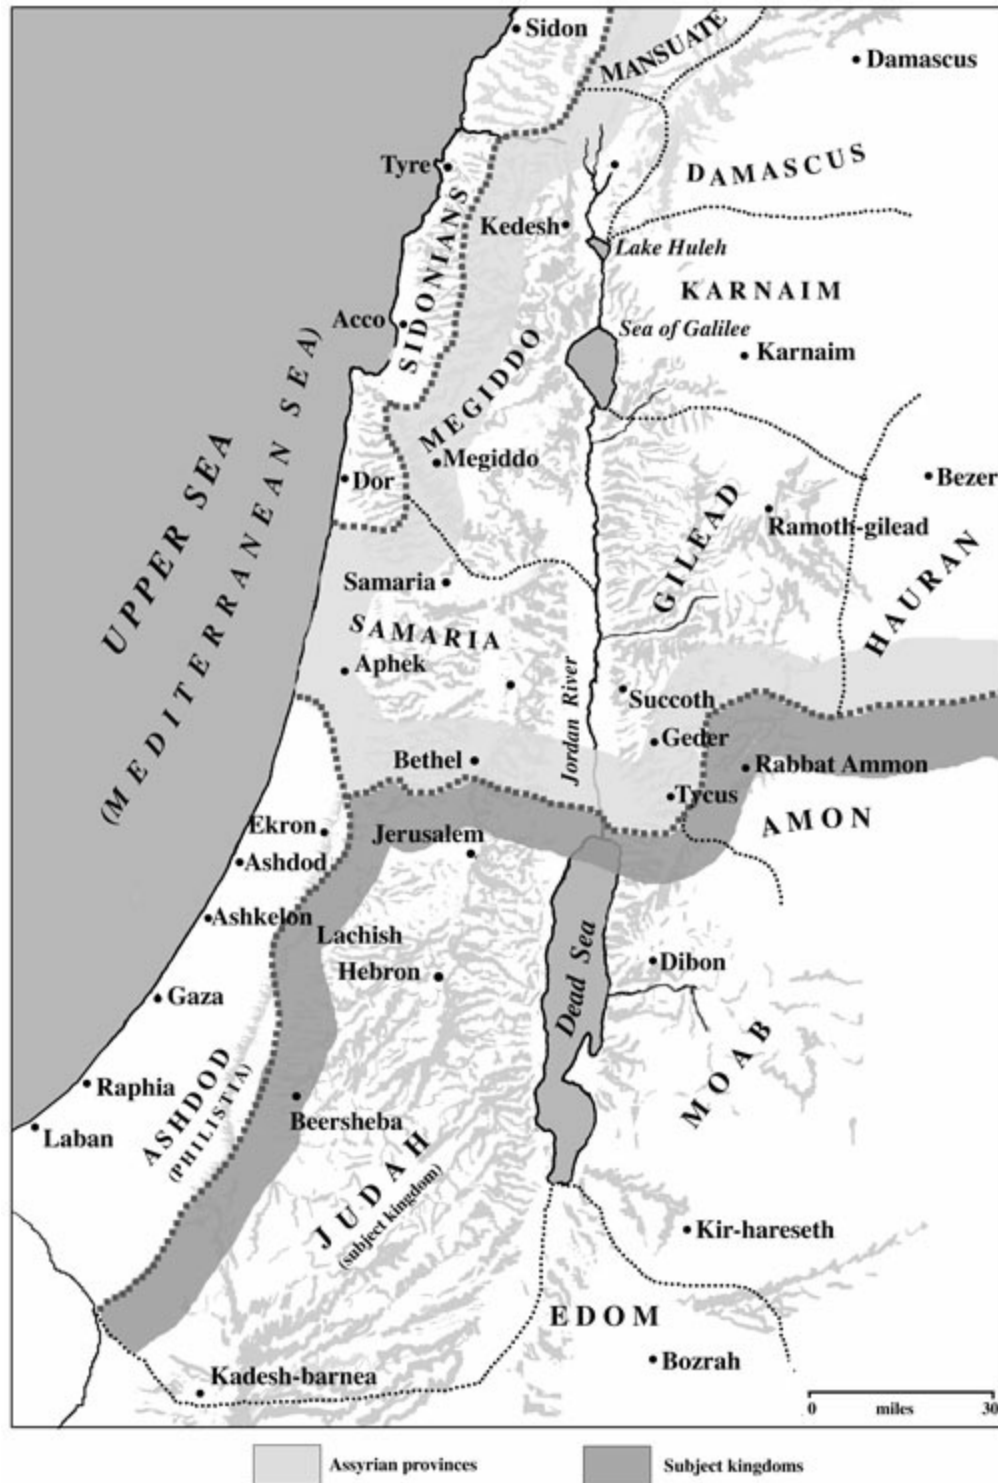 Sidon
MANSUATE
Damascus
Tyre
DAMASCUS
SIDONIANS
Kedesh
Lake Huleh
KARNAIM
Acco
Sea of Galilee
Karnaim
MEGIDDO
Megiddo
Dor
Bezer
GILEAD
Ramoth-gilead
UPPER SEA
(MEDITERRANEAN SEA)
Samaria
HAURAN
SAMARIA
Aphek
Jordan River
Succoth
Geder
Bethel
Rabbat Ammon
Tycus
AMON
Ekron
Jerusalem
Ashdod
Ashkelon
Lachish
Hebron
Dead Sea
Dibon
Gaza
MOAB
Raphia
ASHDOD
(PHILISTIA)
Beersheba
Laban
JUDAH
(subject kingdom)
Kir-hareseth
EDOM
Bozrah
Kadesh-barnea
0 miles 30
Assyrian provinces
Subject kingdoms